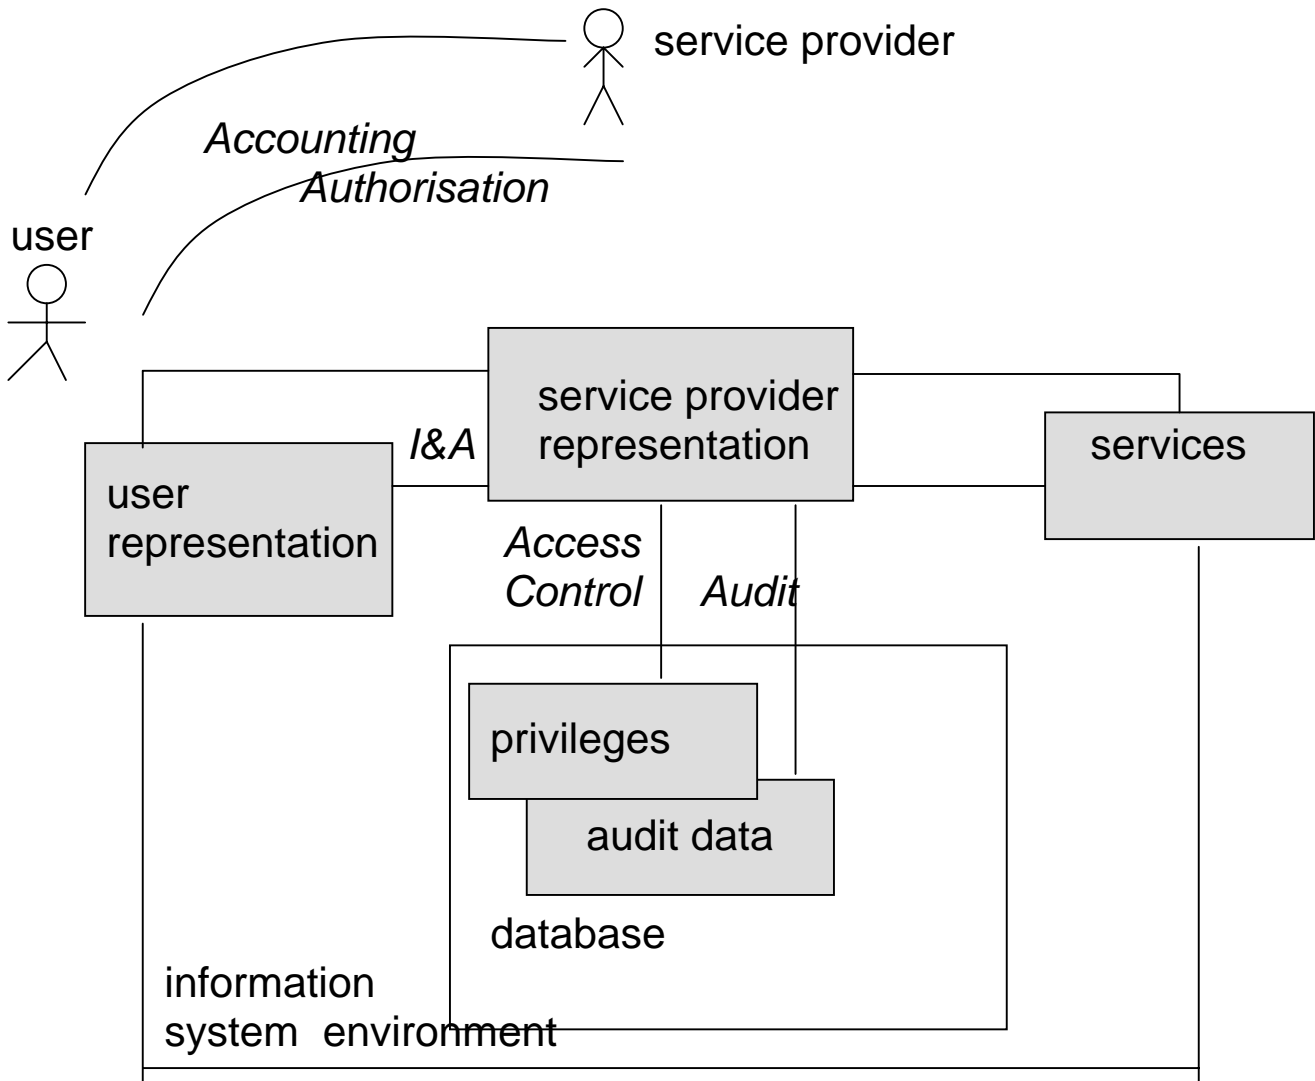 service provider
Accounting
Authorisation
user
service provider
representation
I&A
services
user
representation
Access
Control
Audit
privileges
audit data
database
information
system environment